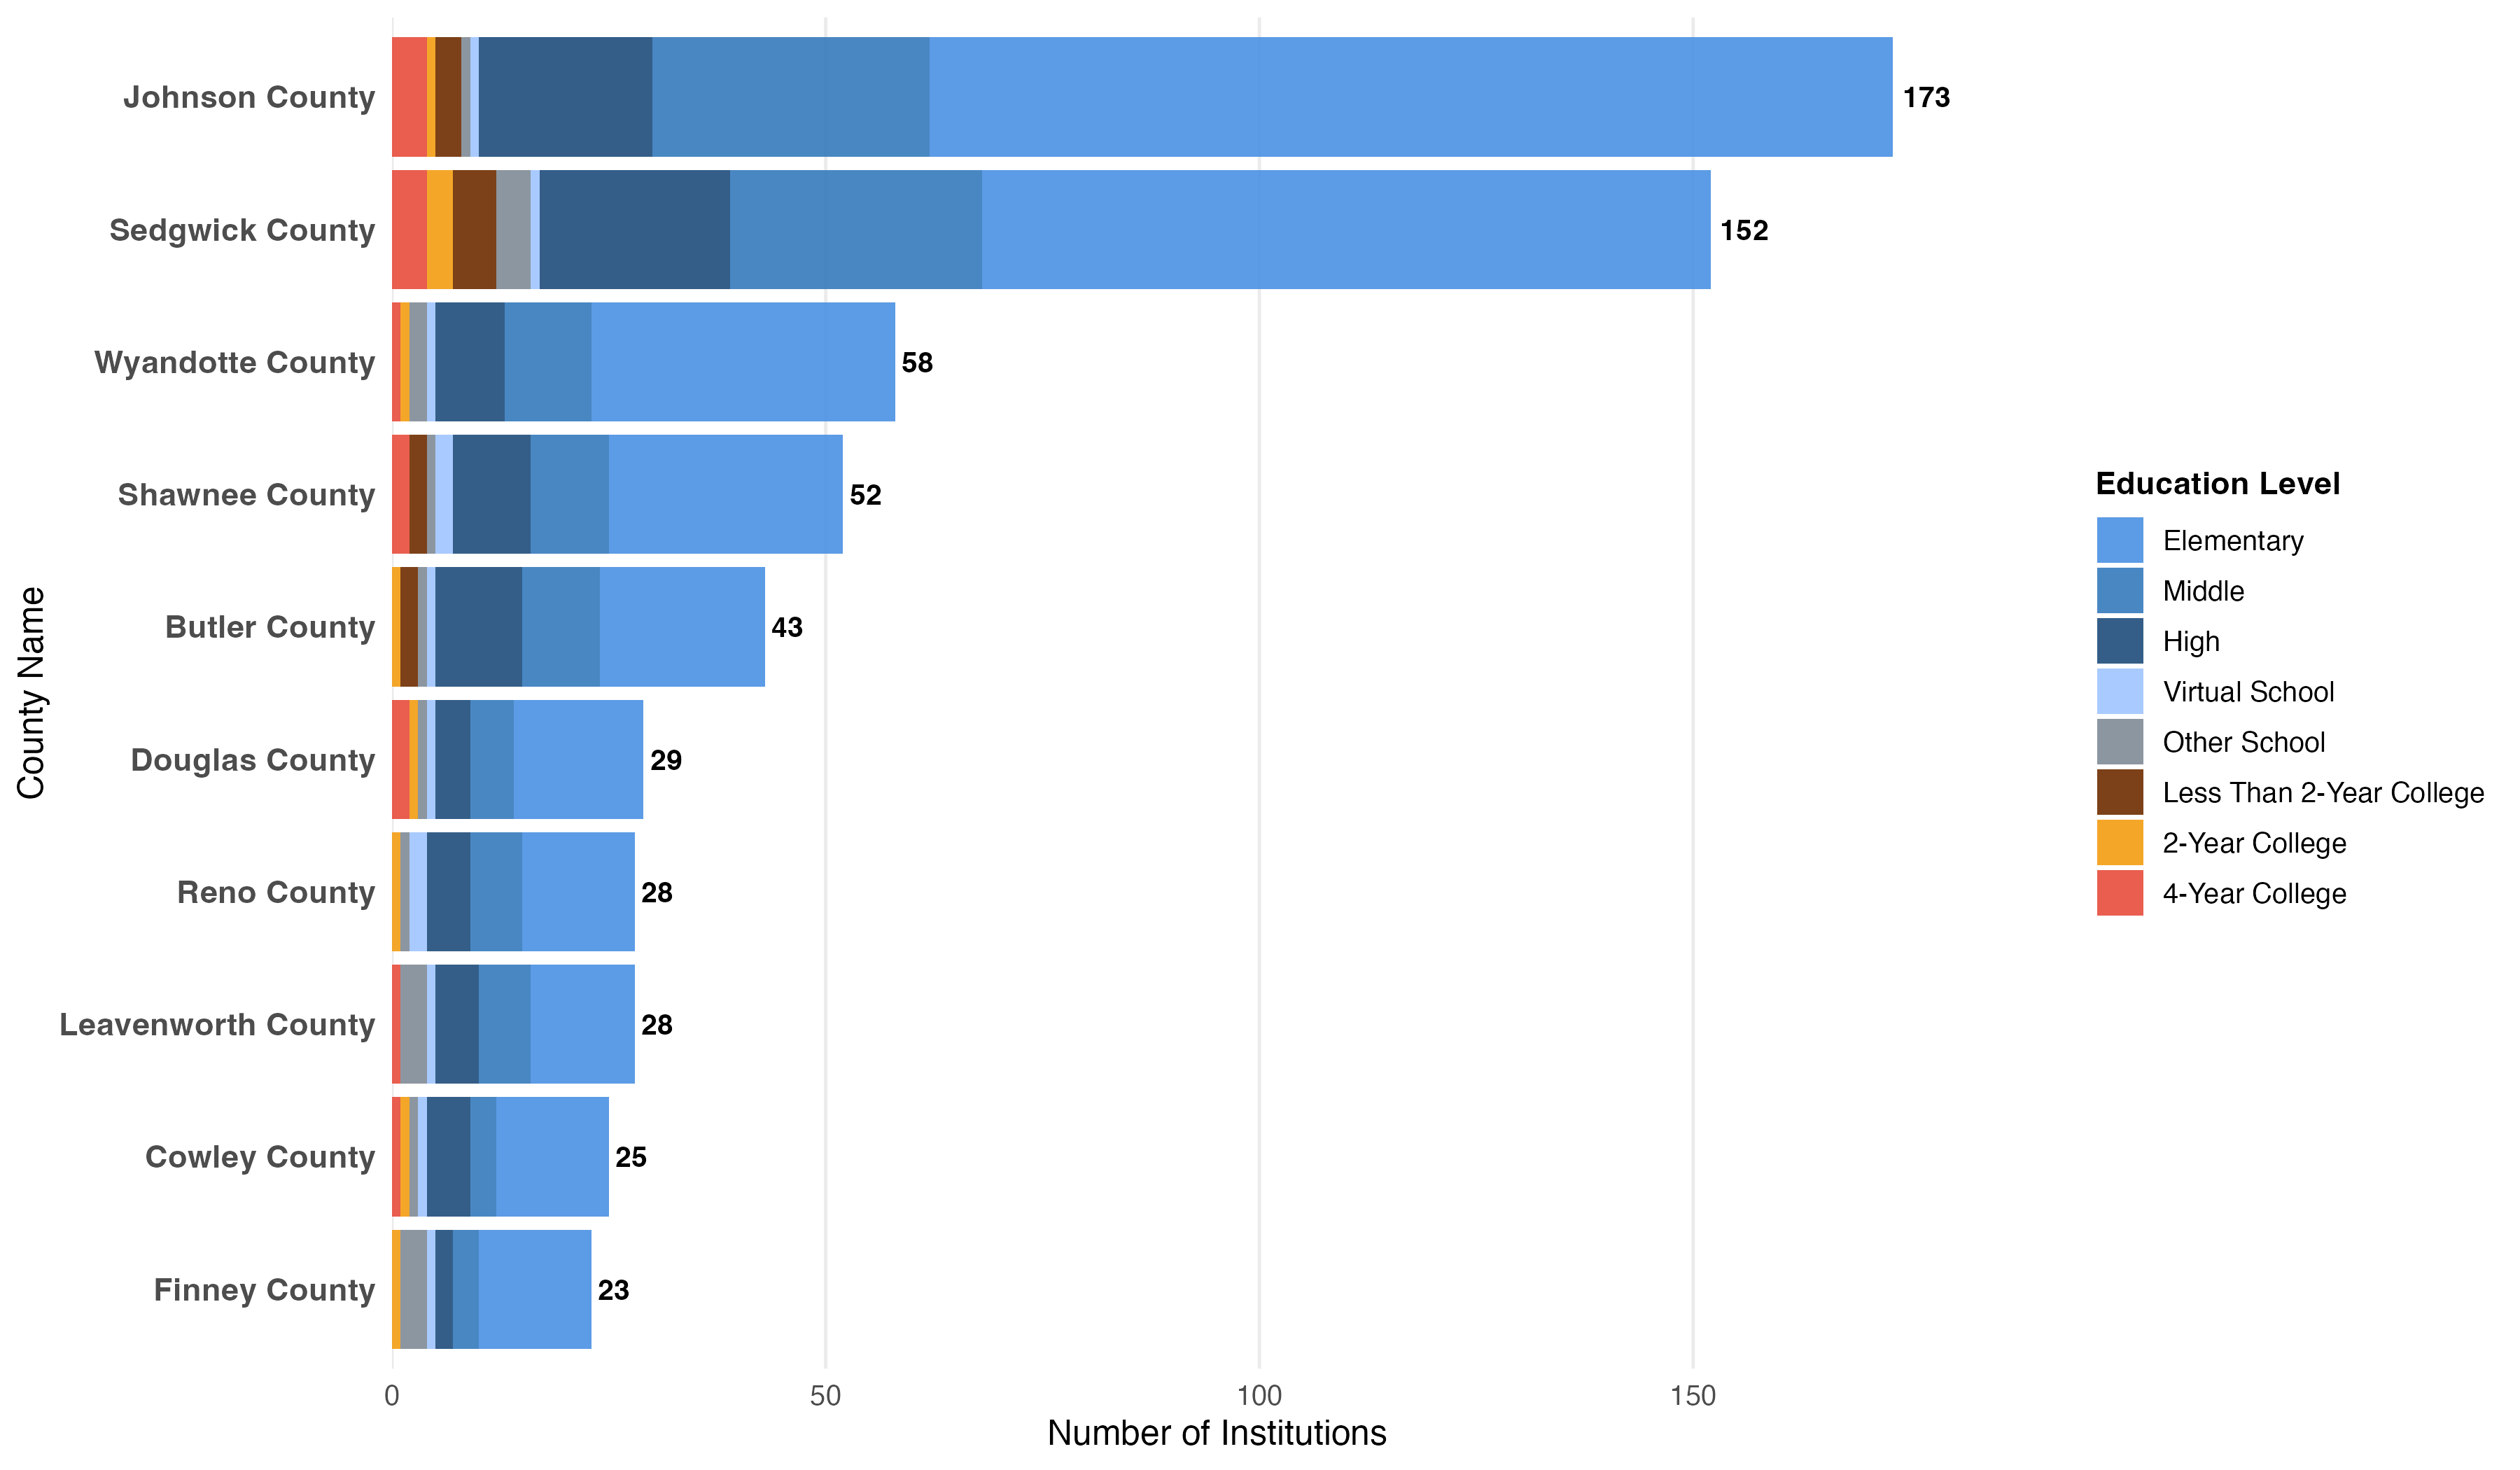 Johnson County
173
Sedgwick County
152
Wyandotte County
58
Shawnee County
52
Butler County
43
Douglas County
29
Reno County
28
Leavenworth County
28
Cowley County
25
Finney County
23
County Name
0
50
100
150
Number of Institutions
Education Level
Elementary
Middle
High
Virtual School
Other School
Less Than 2-Year College
2-Year College
4-Year College